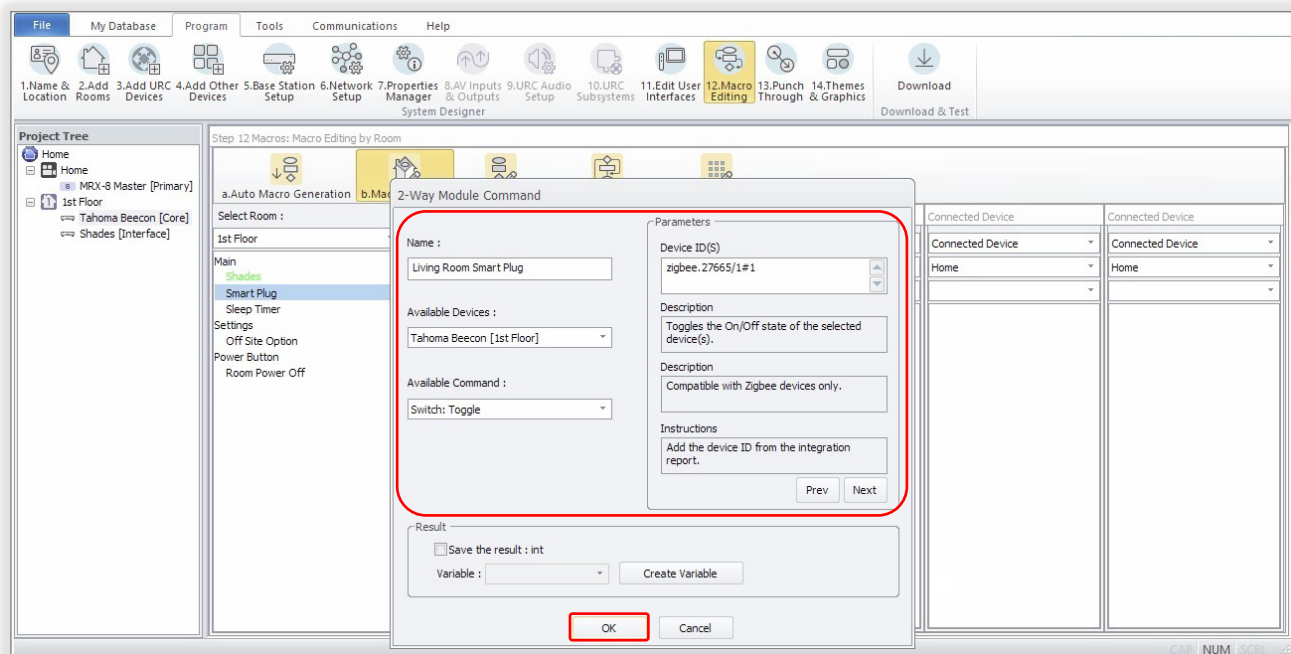 File My Database Program Tools Communications Help
1.Name & Location
2.Add Rooms
3.Add URC Devices
4.Add Other Devices
5.Base Station Setup
6.Network Setup
7.Properties Manager
8.AV Inputs & Outputs
9.URC Audio Setup
10.URC Subsystems
11.Edit User Interfaces
12.Macro Editing
13.Punch Through
14.Themes & Graphics
Download
System Designer
Download & Test
Project Tree
Home
Home
MRX-8 Master [Primary]
1st Floor
Tahoma Beecon [Core]
Shades [Interface]
Step 12 Macros: Macro Editing by Room
a.Auto Macro Generation
Select Room :
1st Floor
Main
Shades
Smart Plug
Sleep Timer
Settings
Off Site Option
Power Button
Room Power Off
2-Way Module Command
Name :
Living Room Smart Plug
Available Devices :
Tahoma Beecon [1st Floor]
Available Command :
Switch: Toggle
Parameters
Device ID(S)
zigbee.27665/1#1
Description
Toggles the On/Off state of the selected
device(s).
Description
Compatible with Zigbee devices only.
Instructions
Add the device ID from the integration
report.
Prev Next
Result
Save the result : int
Variable :
Create Variable
OK Cancel
Connected Device
Connected Device
Home
Connected Device
Connected Device
Home
CAP NUM SCRL